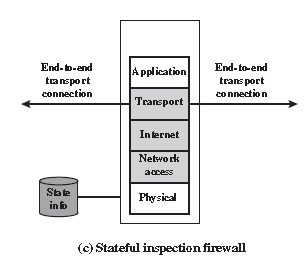 End-to-end
transport
connection
End-to-end
transport
connection
Application
Transport
Internet
Network
access
Physical
State
info
(c) Stateful inspection firewall